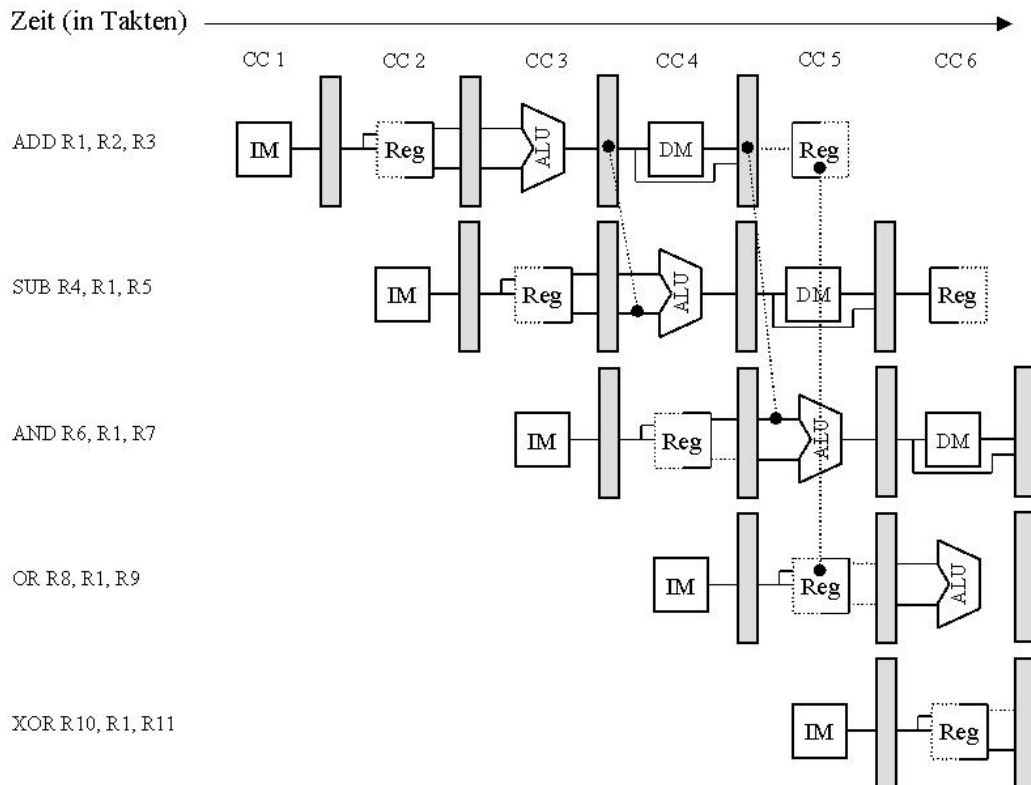 Zeit (in Takten)
CC 1 CC 2 CC 3 CC 4 CC 5 CC 6
ADD R1, R2, R3 IM Reg ALU DM Reg
SUB R4, R1, R5 IM Reg ALU DM Reg
AND R6, R1, R7 IM Reg ALU DM
OR R8, R1, R9 IM Reg ALU
XOR R10, R1, R11 IM Reg